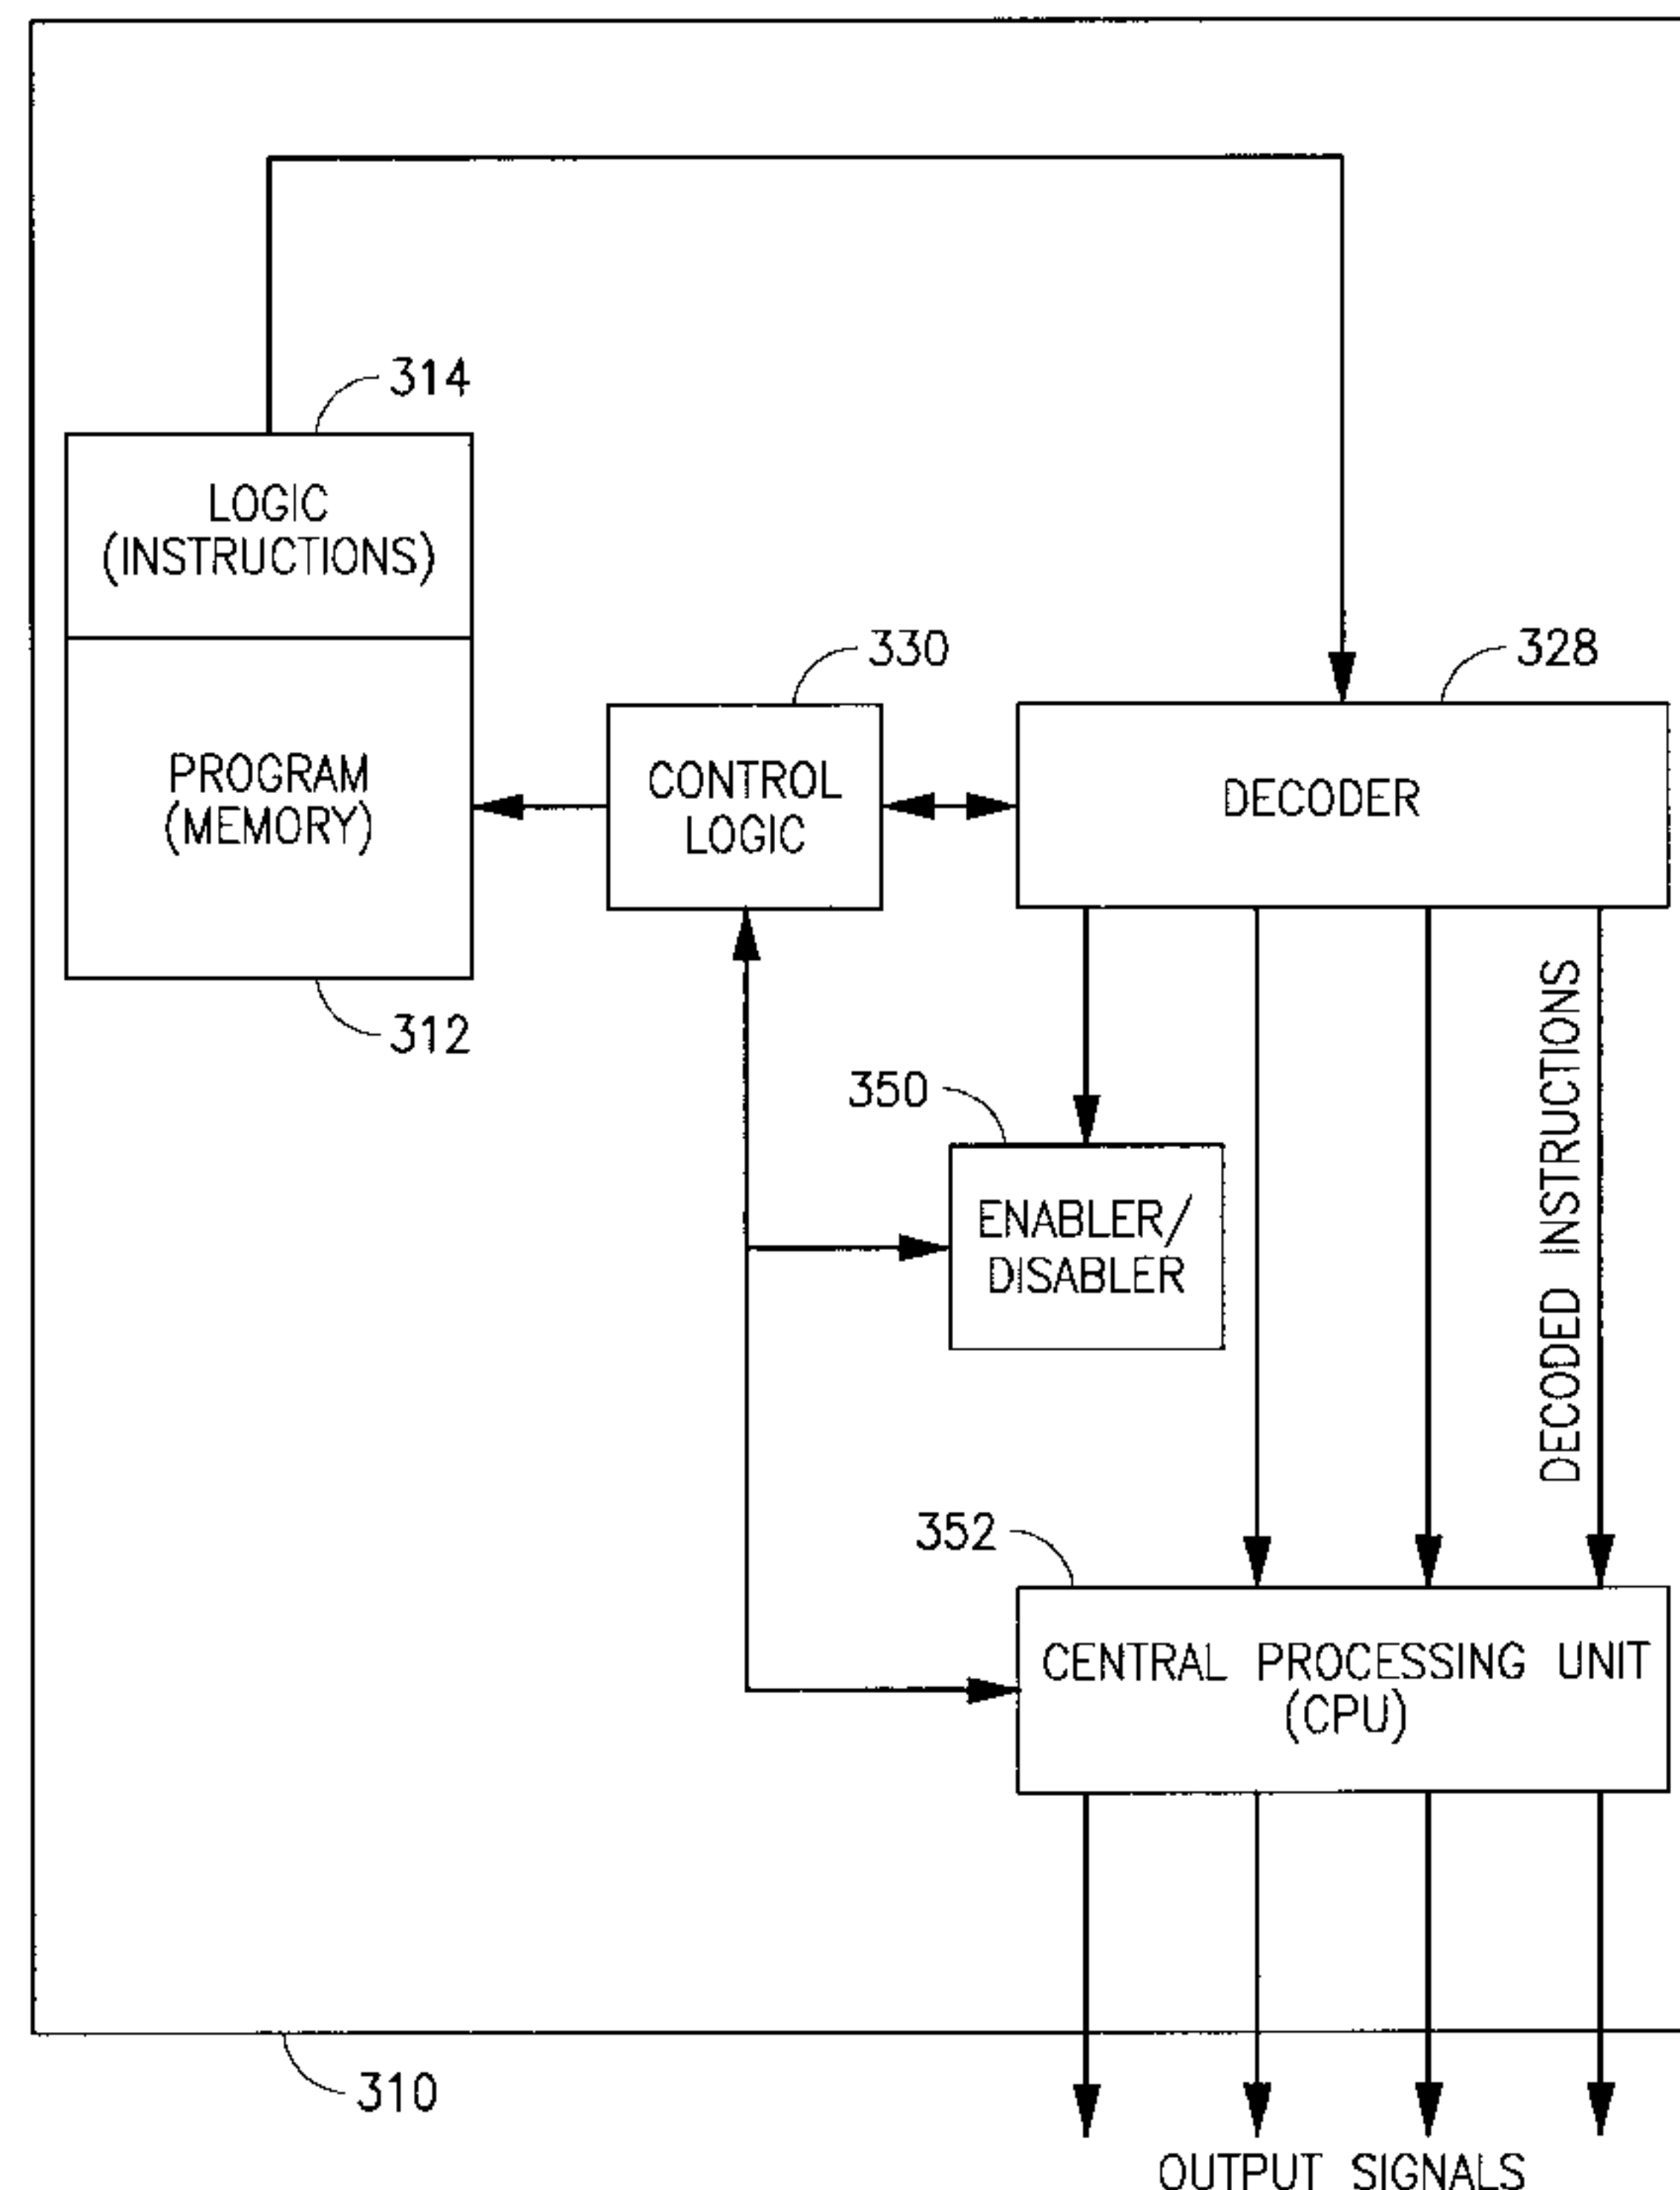 314
LOGIC
(INSTRUCTIONS)
330
328
PROGRAM
(MEMORY)
CONTROL
LOGIC
DECODER
312
350
ENABLER/
DISABLER
DECODED INSTRUCTIONS
352
CENTRAL PROCESSING UNIT
(CPU)
310
OUTPUT SIGNALS